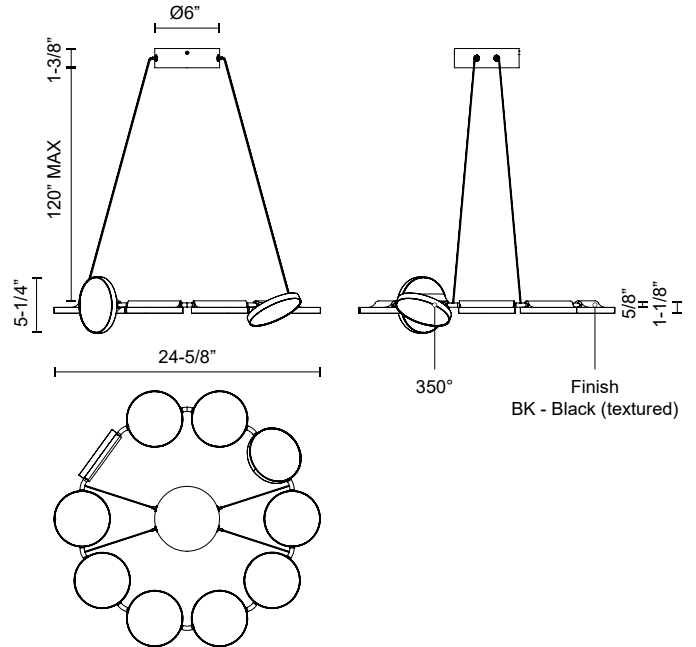 Ø6”
1-3/8”
120” MAX
5-1/4”
5/8”
1-1/8”
24-5/8”
350°
Finish
BK - Black (textured)